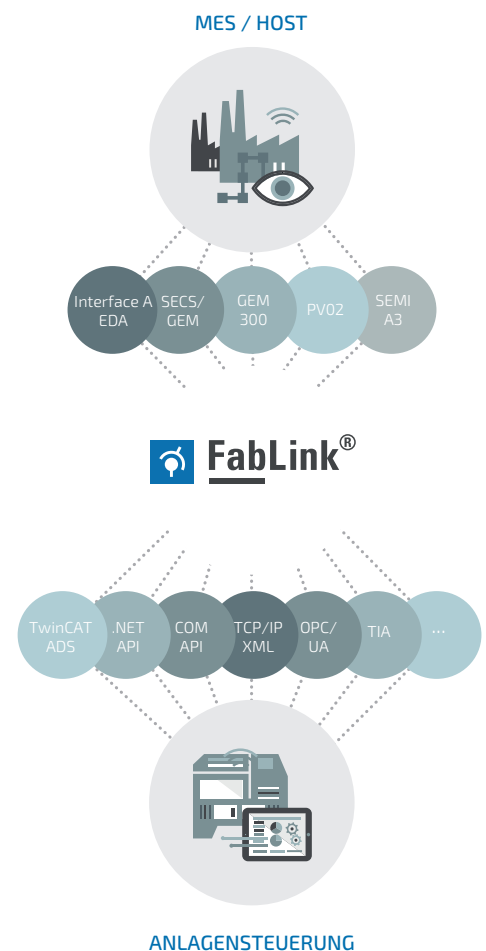 MES / HOST
Interface A
EDA
SECS/
GEM
GEM
300
PV02
SEMI
A3
FabLink®
TwinCAT
ADS
.NET
API
COM
API
TCP/IP
XML
OPC/
UA
TIA
...
ANLAGENSTEUERUNG